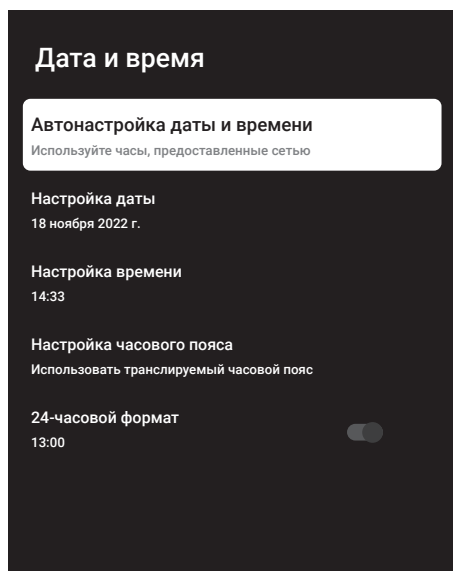 Дата и время
Автонастройка даты и времени
Используйте часы, предоставленные сетью
Настройка даты
18 ноября 2022 г.
Настройка времени
14:33
Настройка часового пояса
Использовать транслируемый часовой пояс
24-часовой формат
13:00